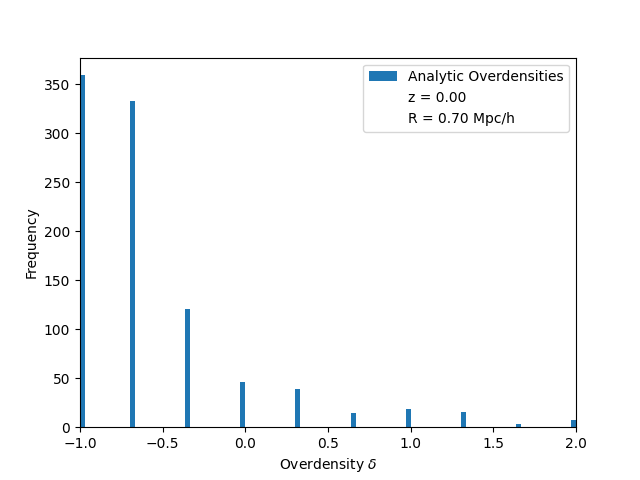 Analytic Overdensities
z = 0.00
R = 0.70 Mpc/h
350
300
250
200
150
100
50
0
Frequency
−1.0 −0.5 0.0 0.5 1.0 1.5 2.0
Overdensity δ